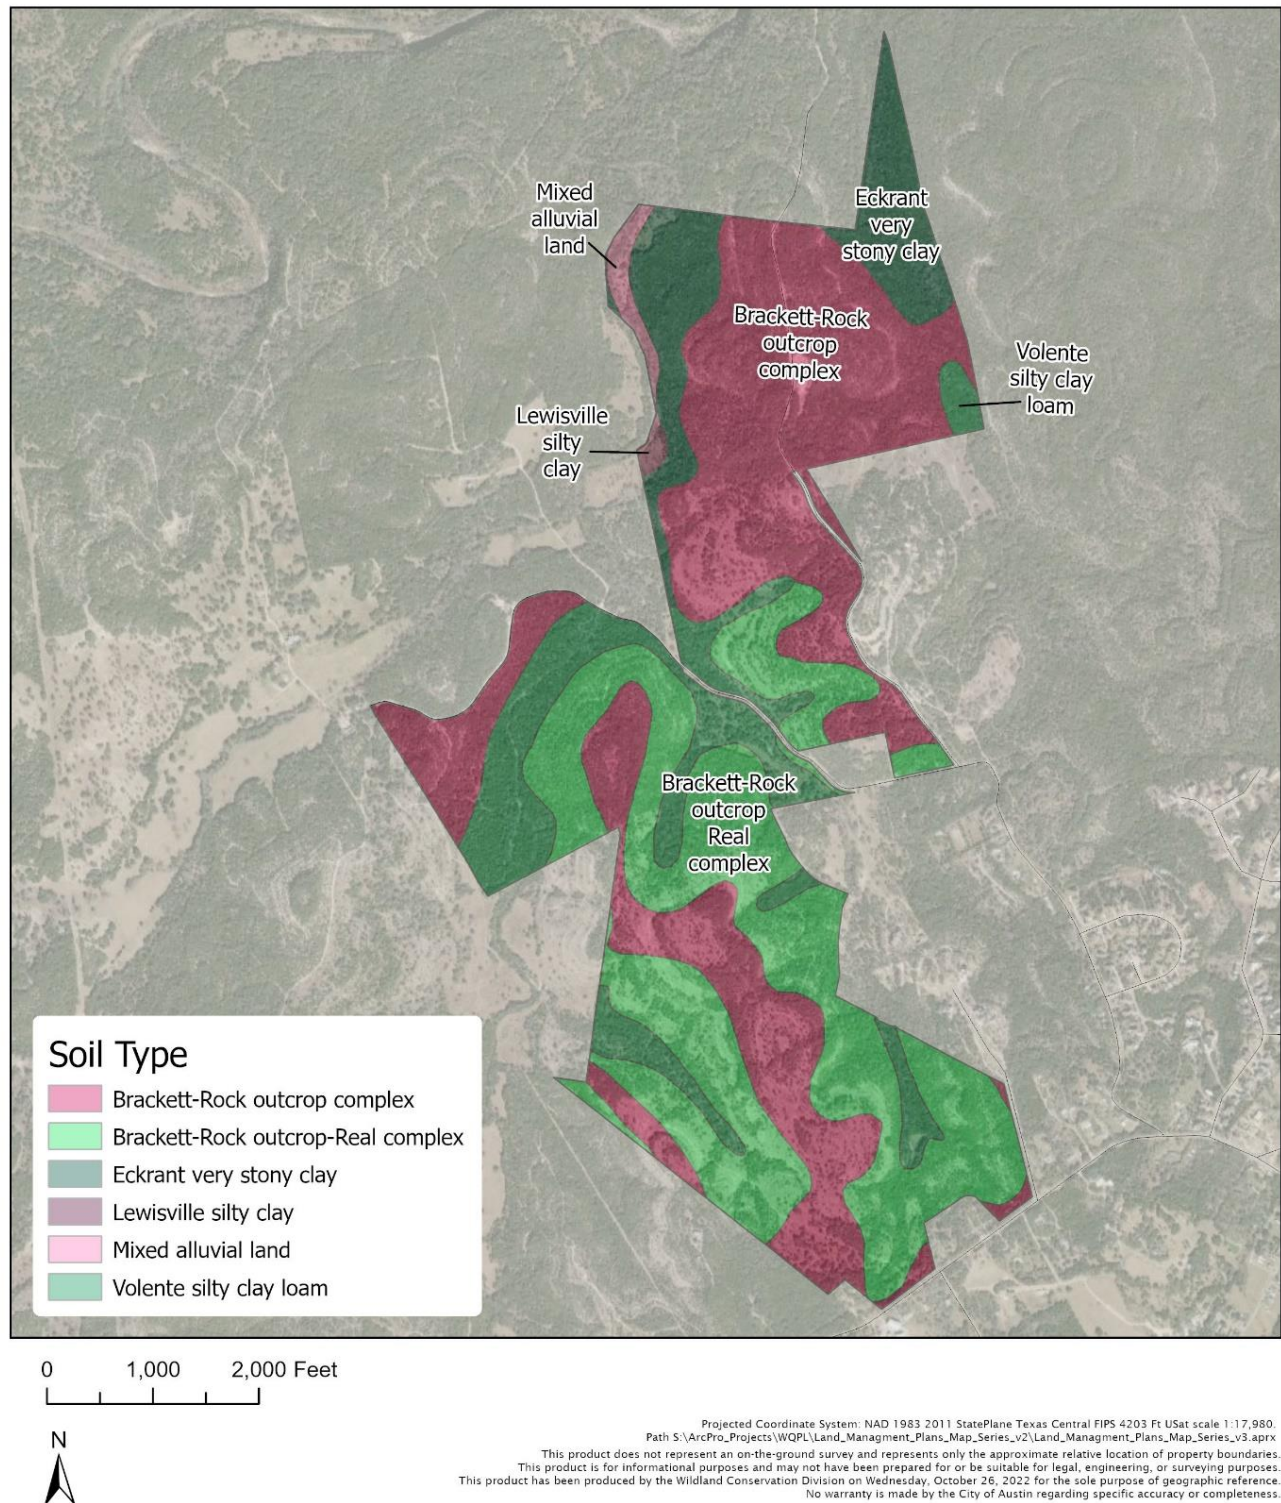 Mixed
alluvial
land
Eckrant
very
stony clay
Brackett-Rock
outcrop
complex
Volente
silty clay
loam
Lewisville
silty
clay
Brackett-Rock
outcrop
Real
complex
Soil Type
Brackett-Rock outcrop complex
Brackett-Rock outcrop-Real complex
Eckrant very stony clay
Lewisville silty clay
Mixed alluvial land
Volente silty clay loam
0 1,000 2,000 Feet
N
Projected Coordinate System: NAD 1983 2011 StatePlane Texas Central FIPS 4203 Ft USat scale 1:17,980.
Path S:\ArcPro_Projects\WQPL\Land_Managment_Plans_Map_Series_v2\Land_Managment_Plans_Map_Series_v3.aprx
This product does not represent an on-the-ground survey and represents only the approximate relative location of property boundaries.
This product is for informational purposes and may not have been prepared for or be suitable for legal, engineering, or surveying purposes.
This product has been produced by the Wildland Conservation Division on Wednesday, October 26, 2022 for the sole purpose of geographic reference.
No warranty is made by the City of Austin regarding specific accuracy or completeness.